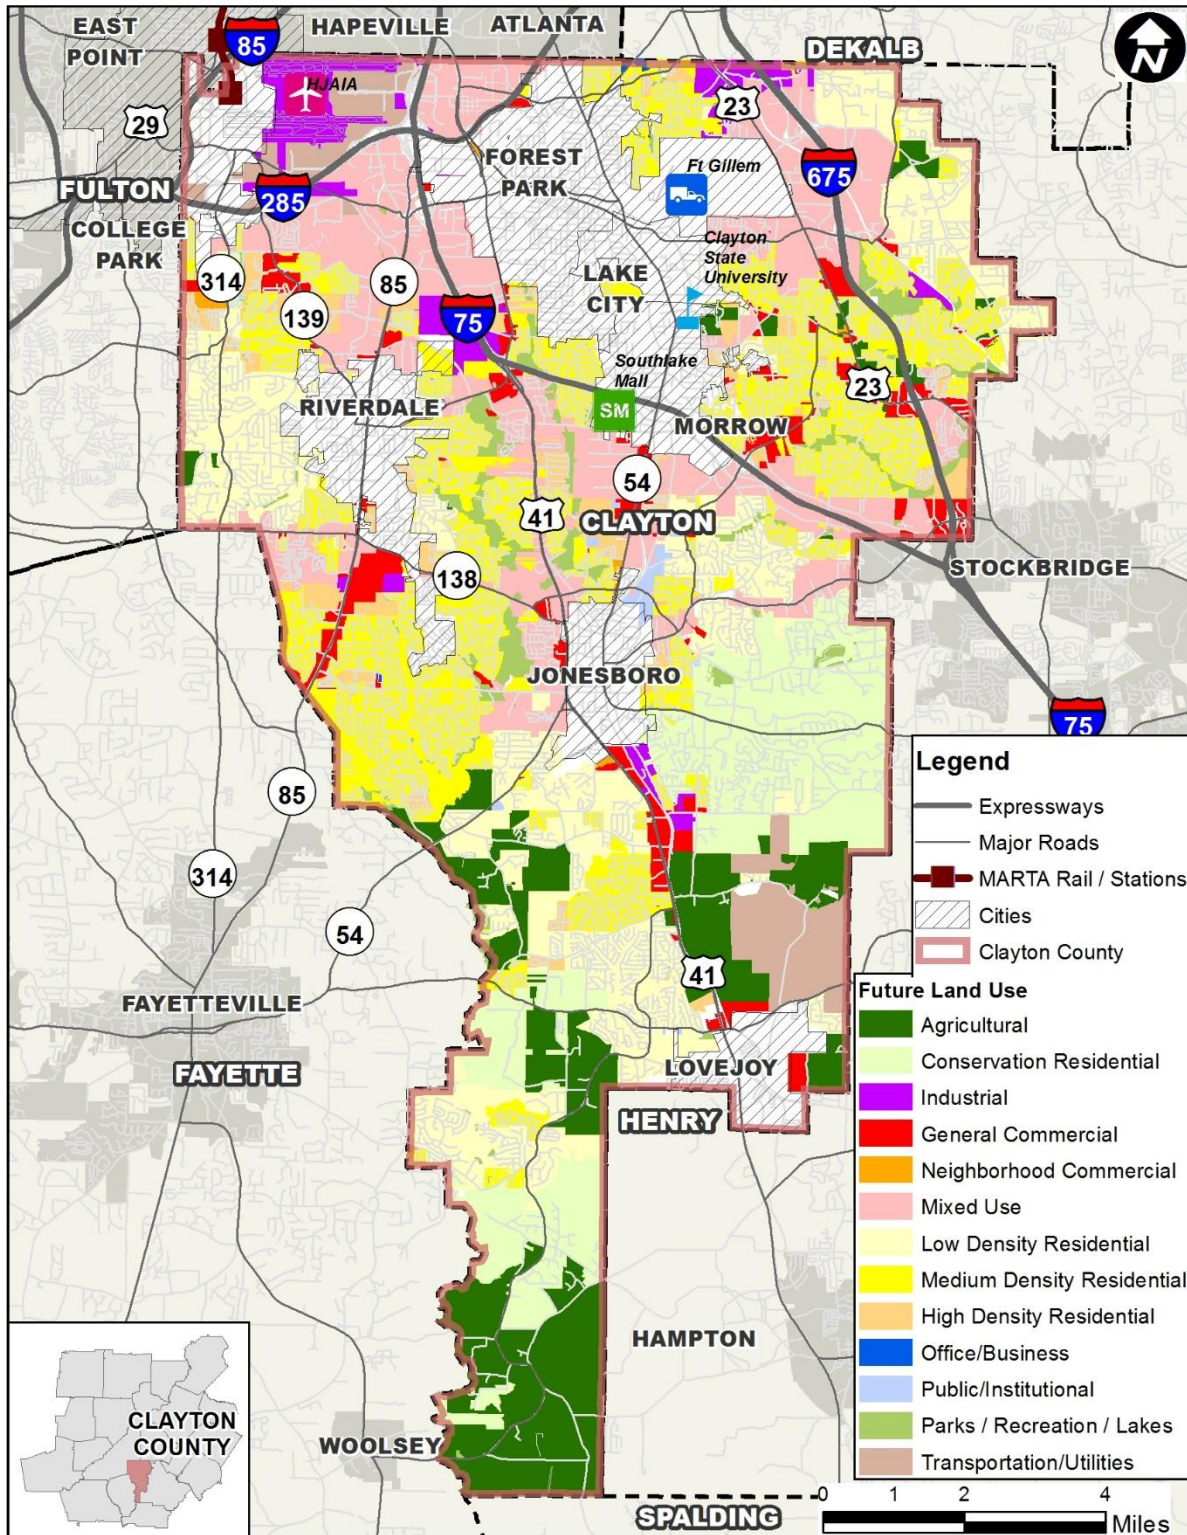 EAST
POINT
HAPEVILLE
ATLANTA
85
DEKALB
N
HJAIA
29
23
FOREST
PARK
Ft Gillem
675
FULTON
285
COLLEGE
PARK
Clayton
State
University
314
85
LAKE
CITY
139
75
Southlake
Mall
23
RIVERDALE
SM
MORROW
54
41
CLAYTON
138
STOCKBRIDGE
JONESBORO
75
85
314
54
41
FAYETTEVILLE
FAYETTE
LOVEJOY
HENRY
HAMPTON
WOOLSEY
SPALDING
Legend
Expressways
Major Roads
MARTA Rail / Stations
Cities
Clayton County
Future Land Use
Agricultural
Conservation Residential
Industrial
General Commercial
Neighborhood Commercial
Mixed Use
Low Density Residential
Medium Density Residential
High Density Residential
Office/Business
Public/Institutional
Parks / Recreation / Lakes
Transportation/Utilities
0 1 2 4
Miles
CLAYTON
COUNTY